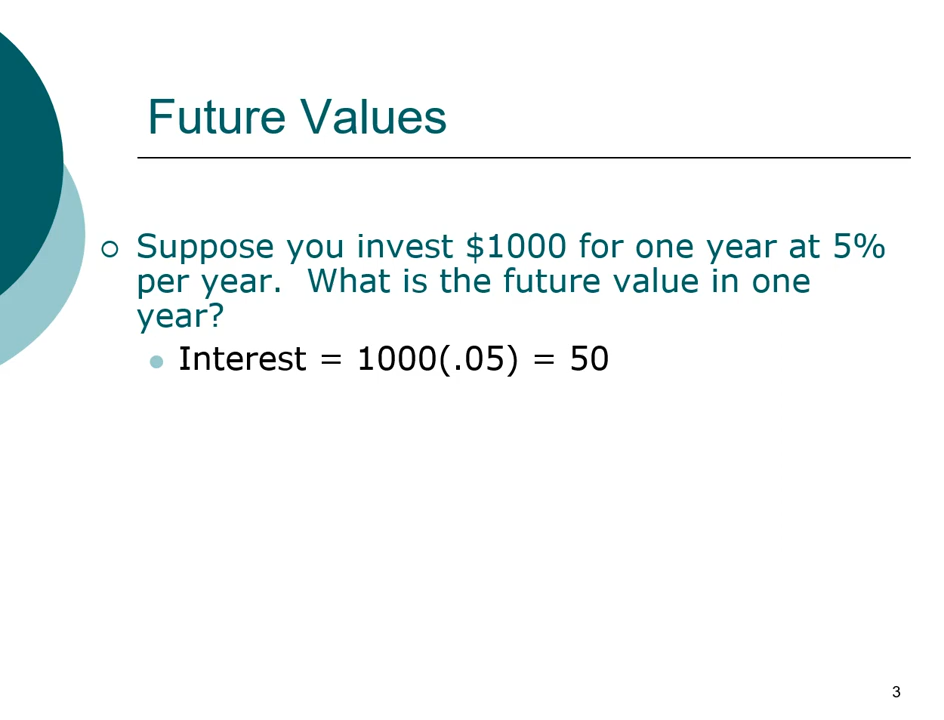 Future Values
Suppose you invest $1000 for one year at 5%
per year.  What is the future value in one
year?
Interest = 1000(.05) = 50
3